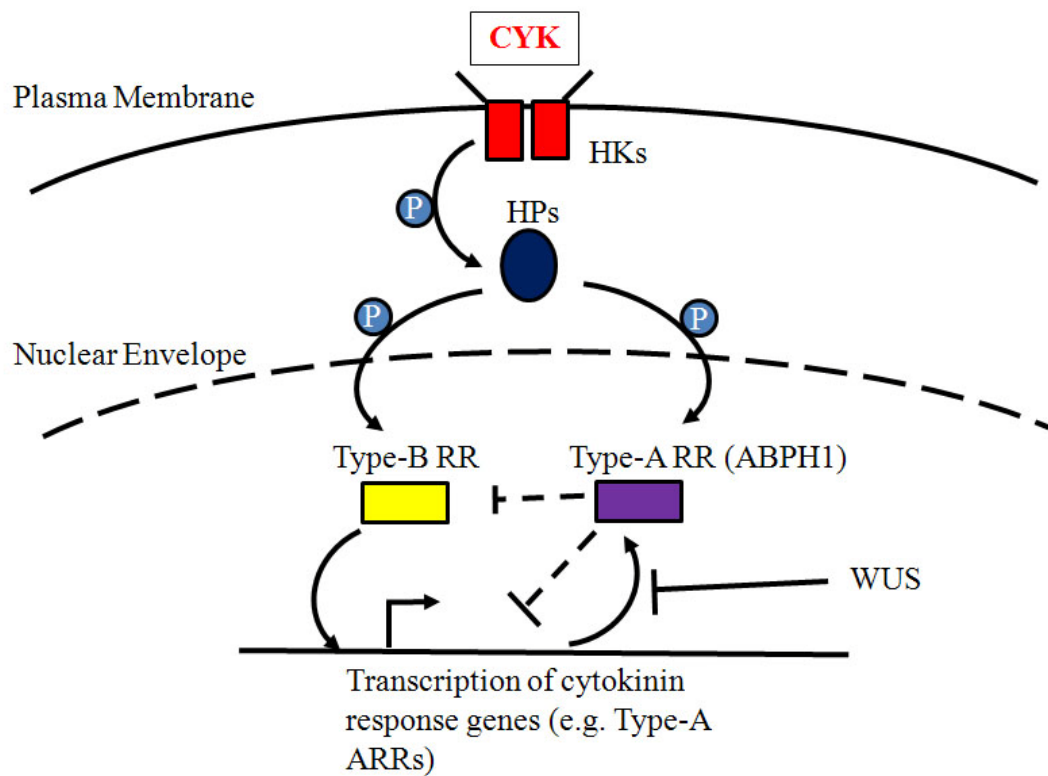 CYK
Plasma Membrane
HKs
P
HPs
P
P
Nuclear Envelope
Type-B RR
Type-A RR (ABPH1)
WUS
Transcription of cytokinin
response genes (e.g. Type-A
ARRs)